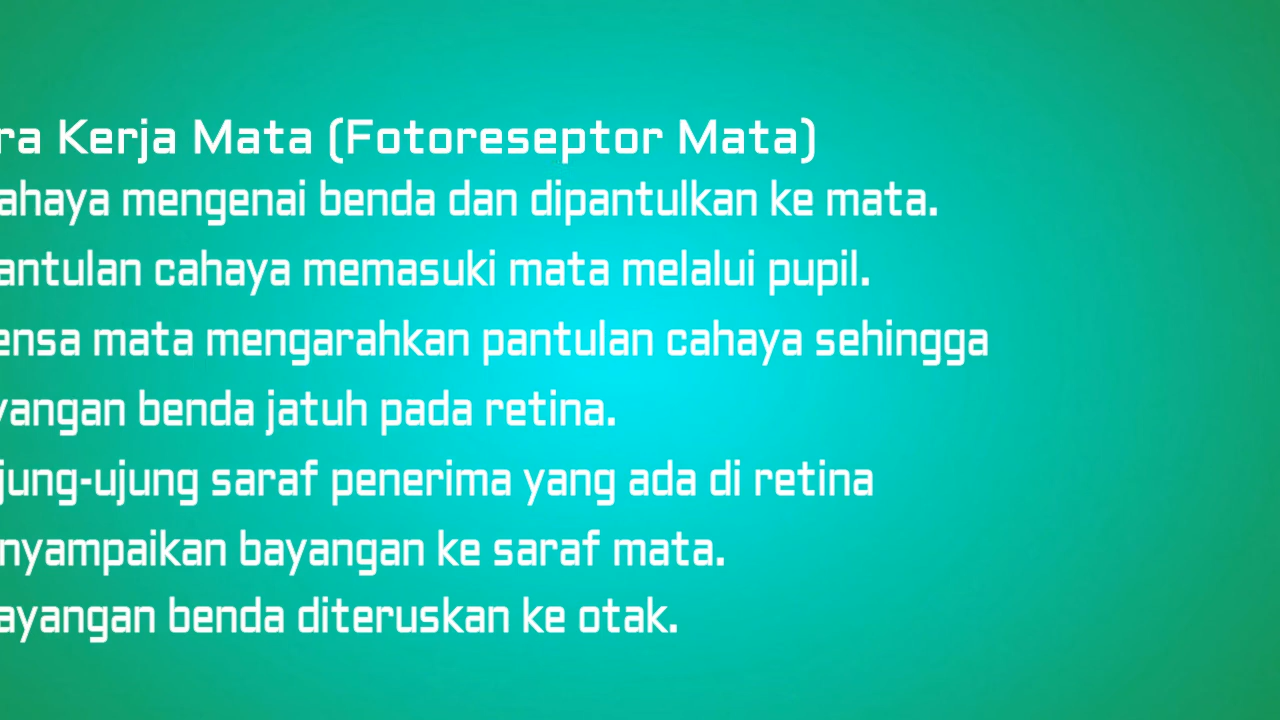 ra Kerja Mata (Fotoreseptor Mata)
ahaya mengenai benda dan dipantulkan ke mata.
antulan cahaya memasuki mata melalui pupil.
ensa mata mengarahkan pantulan cahaya sehingga
yangan benda jatuh pada retina.
jung-ujung saraf penerima yang ada di retina
nyampaikan bayangan ke saraf mata.
ayangan benda diteruskan ke otak.